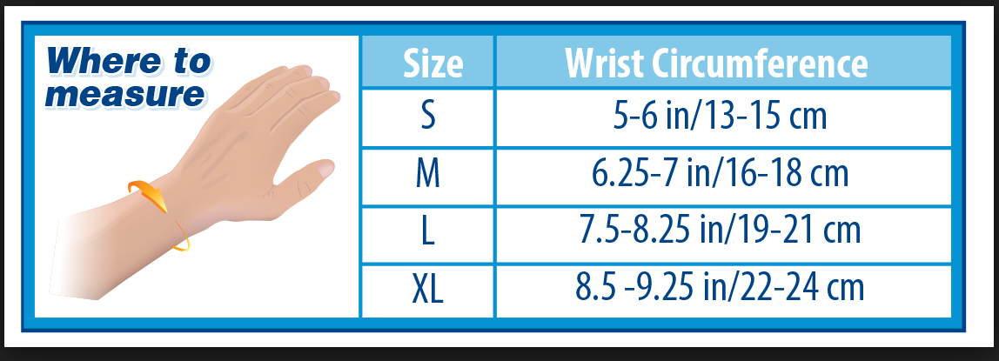 Where to
measure
Size Wrist Circumference
S 5-6 in/13-15 cm
M 6.25-7 in/16-18 cm
L 7.5-8.25 in/19-21 cm
XL 8.5 -9.25 in/22-24 cm